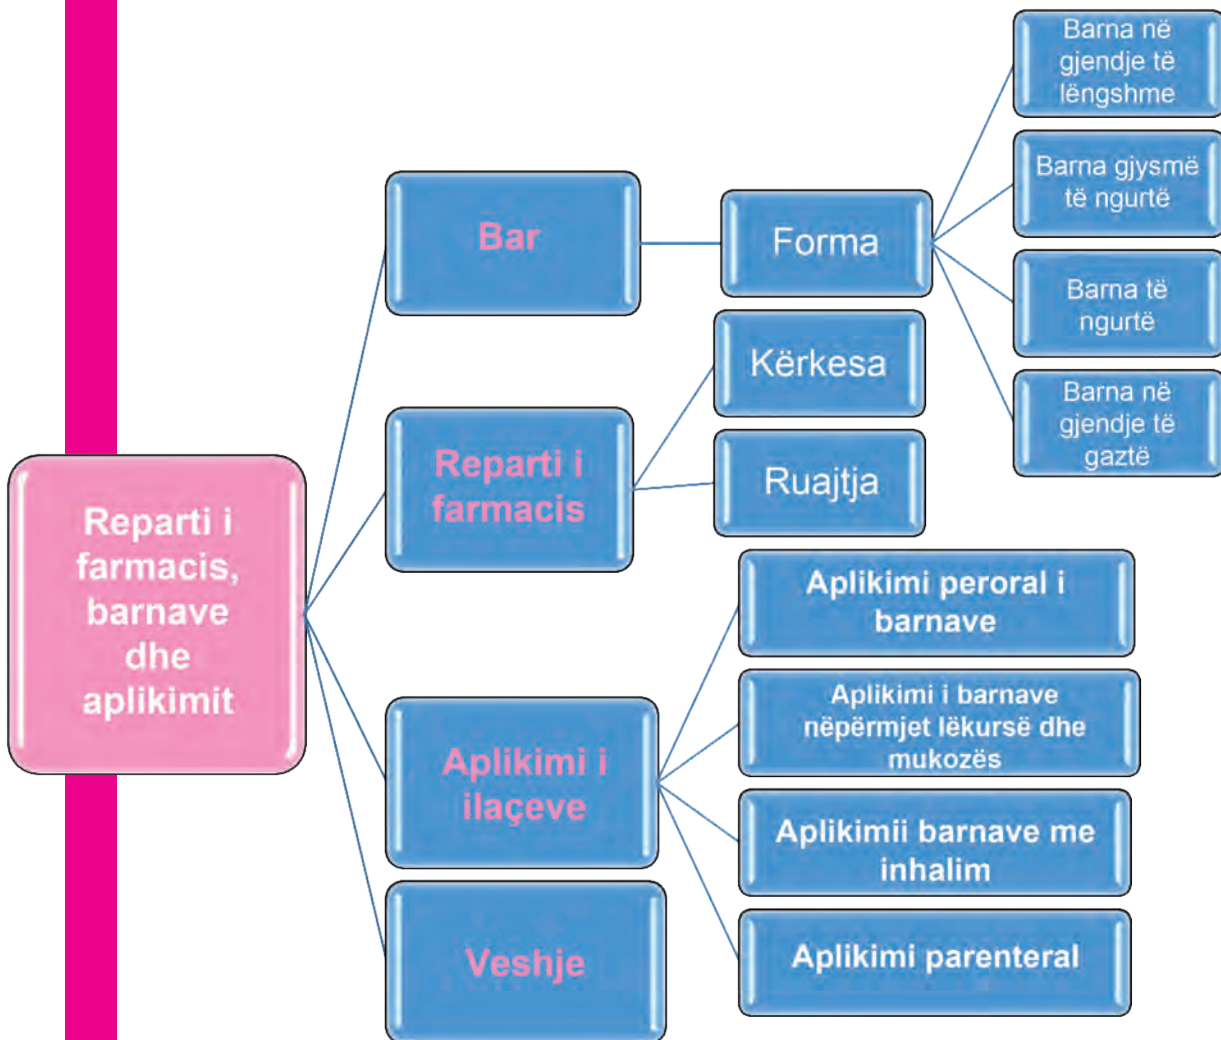 Reparti i
farmacis,
barnave
dhe
aplikimit
Bar
Forma
Barna në
gjendje të
lëngshme
Barna gjysmë
të ngurtë
Barna të
ngurtë
Barna në
gjendje të
gaztë
Reparti i
farmacis
Kërkesa
Ruajtja
Aplikimi i
ilaçeve
Aplikimi peroral i
barnave
Aplikimi i barnave
nëpërmjet lëkursë dhe
mukozës
Aplikimii barnave me
inhalim
Aplikimi parenteral
Veshje